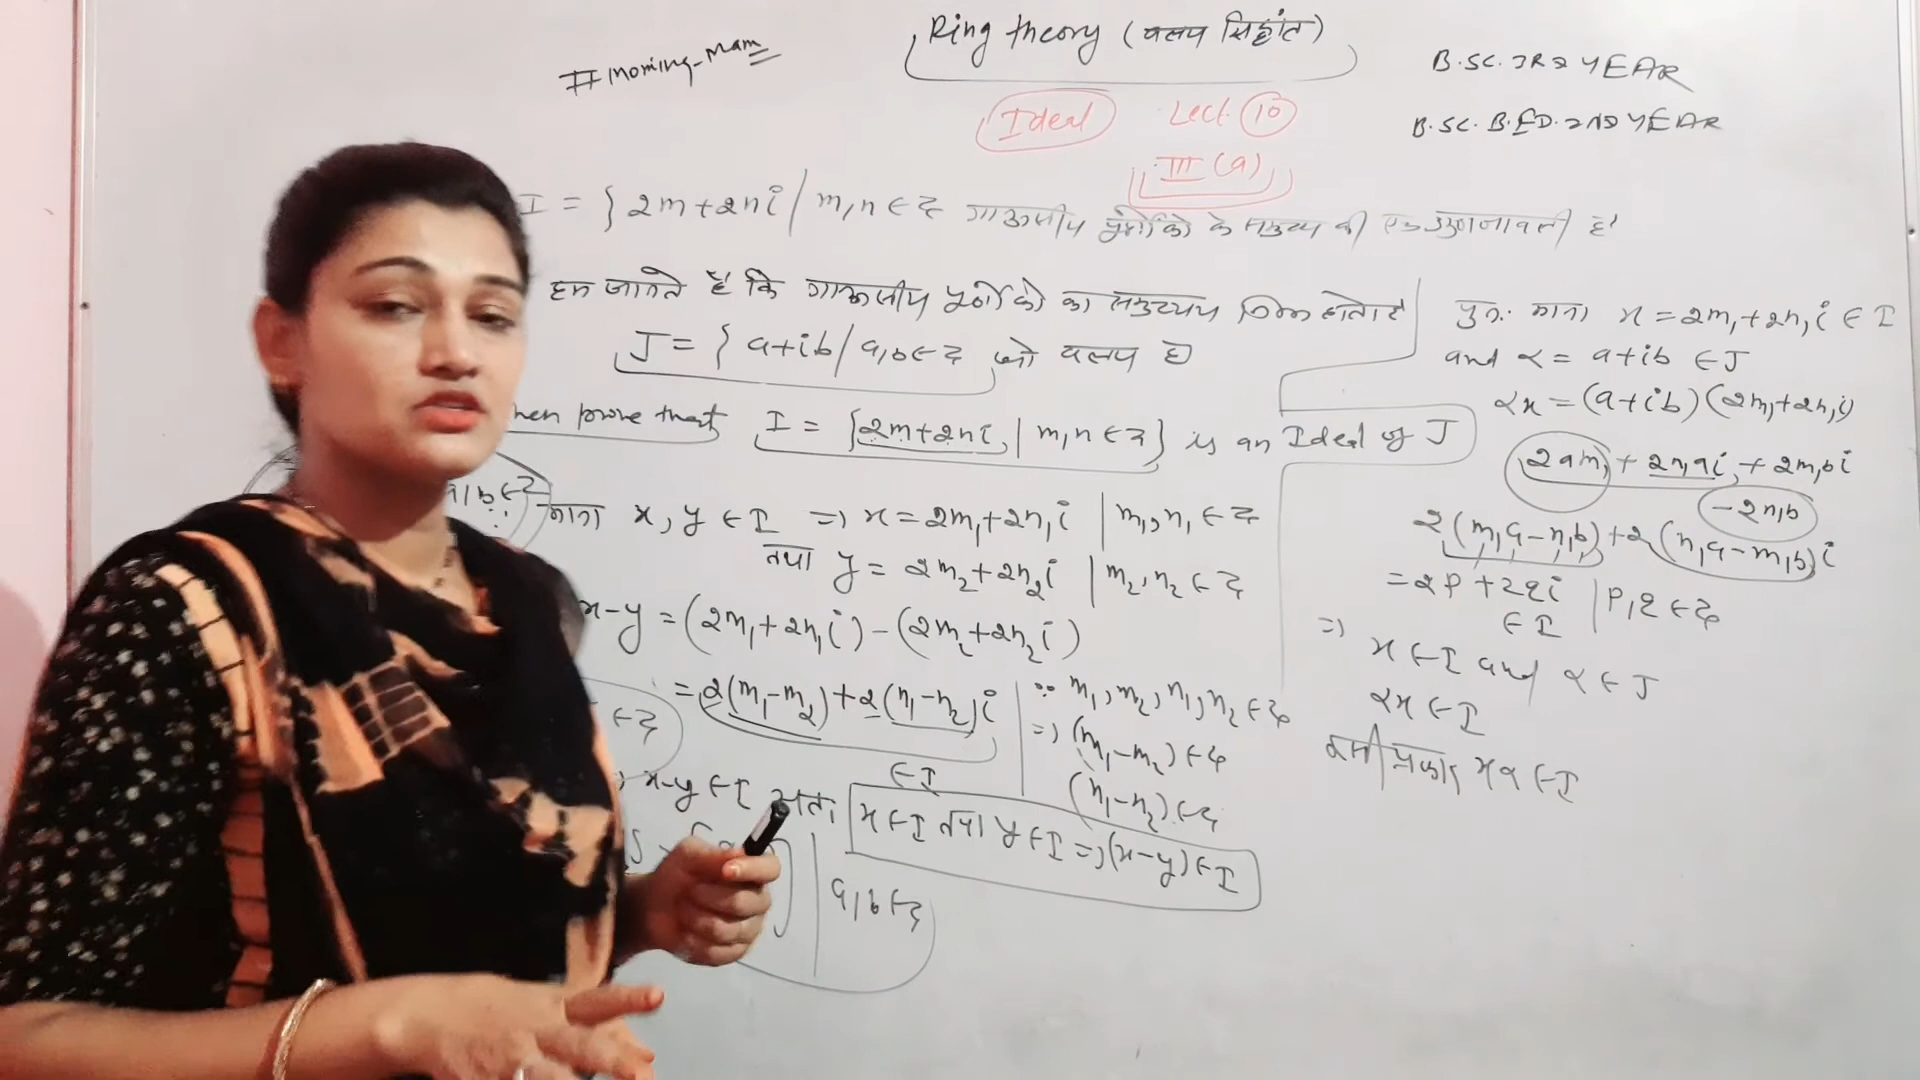 Ring theory (वलय सिद्धांत)
#morning_mam
B.SC. 3RD YEAR
B.SC. B.ED. 2ND YEAR
Ideal Lect. 10
III (a)
I = { 2m+2ni / m,n ∈ Z गाऊसीय पूर्णांको के समुच्चय की एक गुणजावली है
हम जानते है कि गाऊसीय पूर्णांको का समुच्चय निम्न होता है
J = { a+ib / a,b ∈ Z जो वलय है
then prove that I = {2m+2ni, | m,n ∈ Z } is an Ideal of J
a/b ∈ Z
माना x, y ∈ I => x = 2m₁+2n₁i | m₁, n₁ ∈ Z
तथा y = 2m₂+2n₂i | m₂, n₂ ∈ Z
x-y = (2m₁+2n₁i) - (2m₂+2n₂i)
= 2(m₁-m₂)+2(n₁-n₂)i
∈ I
∵ m₁, m₂, n₁, n₂ ∈ Z
=> (m₁-m₂) ∈ Z
(n₁-n₂) ∈ Z
∈ Z
x-y ∈ I अतः
x ∈ I तथा y ∈ I => (x-y) ∈ I
a/b ∈ Z
पुनः माना x = 2m₁+2n₁i ∈ I
and α = a+ib ∈ J
αx = (a+ib)(2m₁+2n₁i)
2am₁ + 2n₁ai + 2m₁bi
-2n₁b
2(m₁a-n₁b)+2(n₁a-m₁b)i
= 2p+2qi | p,q ∈ Z
∈ I
=> x ∈ I and α ∈ J
αx ∈ I
इसी प्रकार xα ∈ I